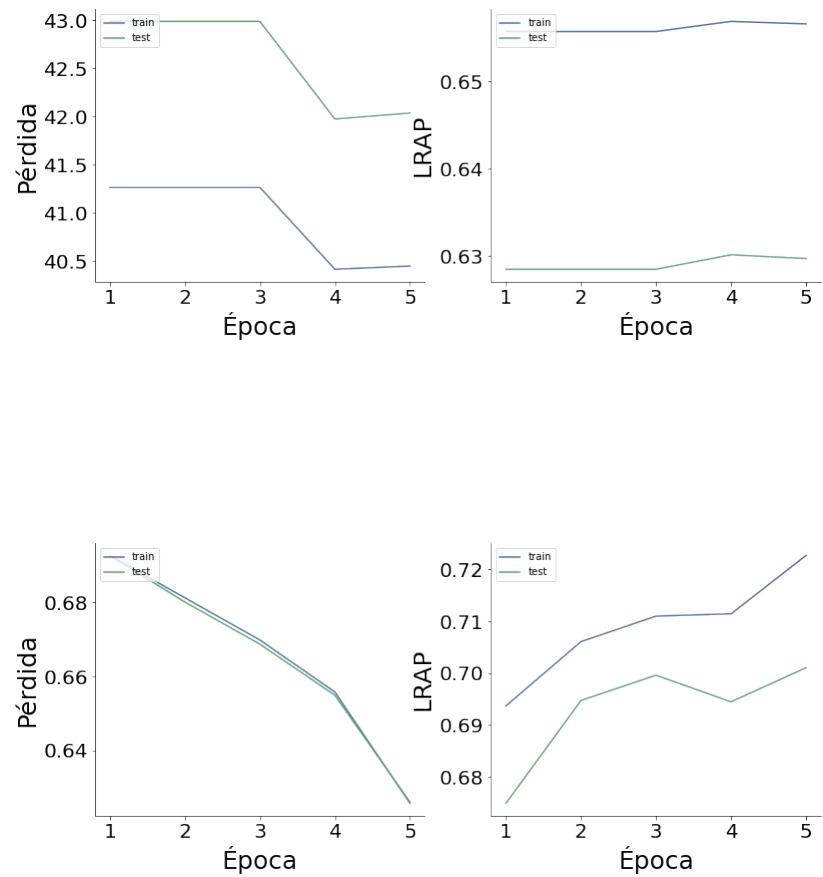 43.0
42.5
42.0
41.5
41.0
40.5
Pérdida
train
test
1 2 3 4 5
Época
0.65
0.64
0.63
LRAP
train
test
1 2 3 4 5
Época
0.68
0.66
0.64
Pérdida
train
test
1 2 3 4 5
Época
0.72
0.71
0.70
0.69
0.68
LRAP
train
test
1 2 3 4 5
Época